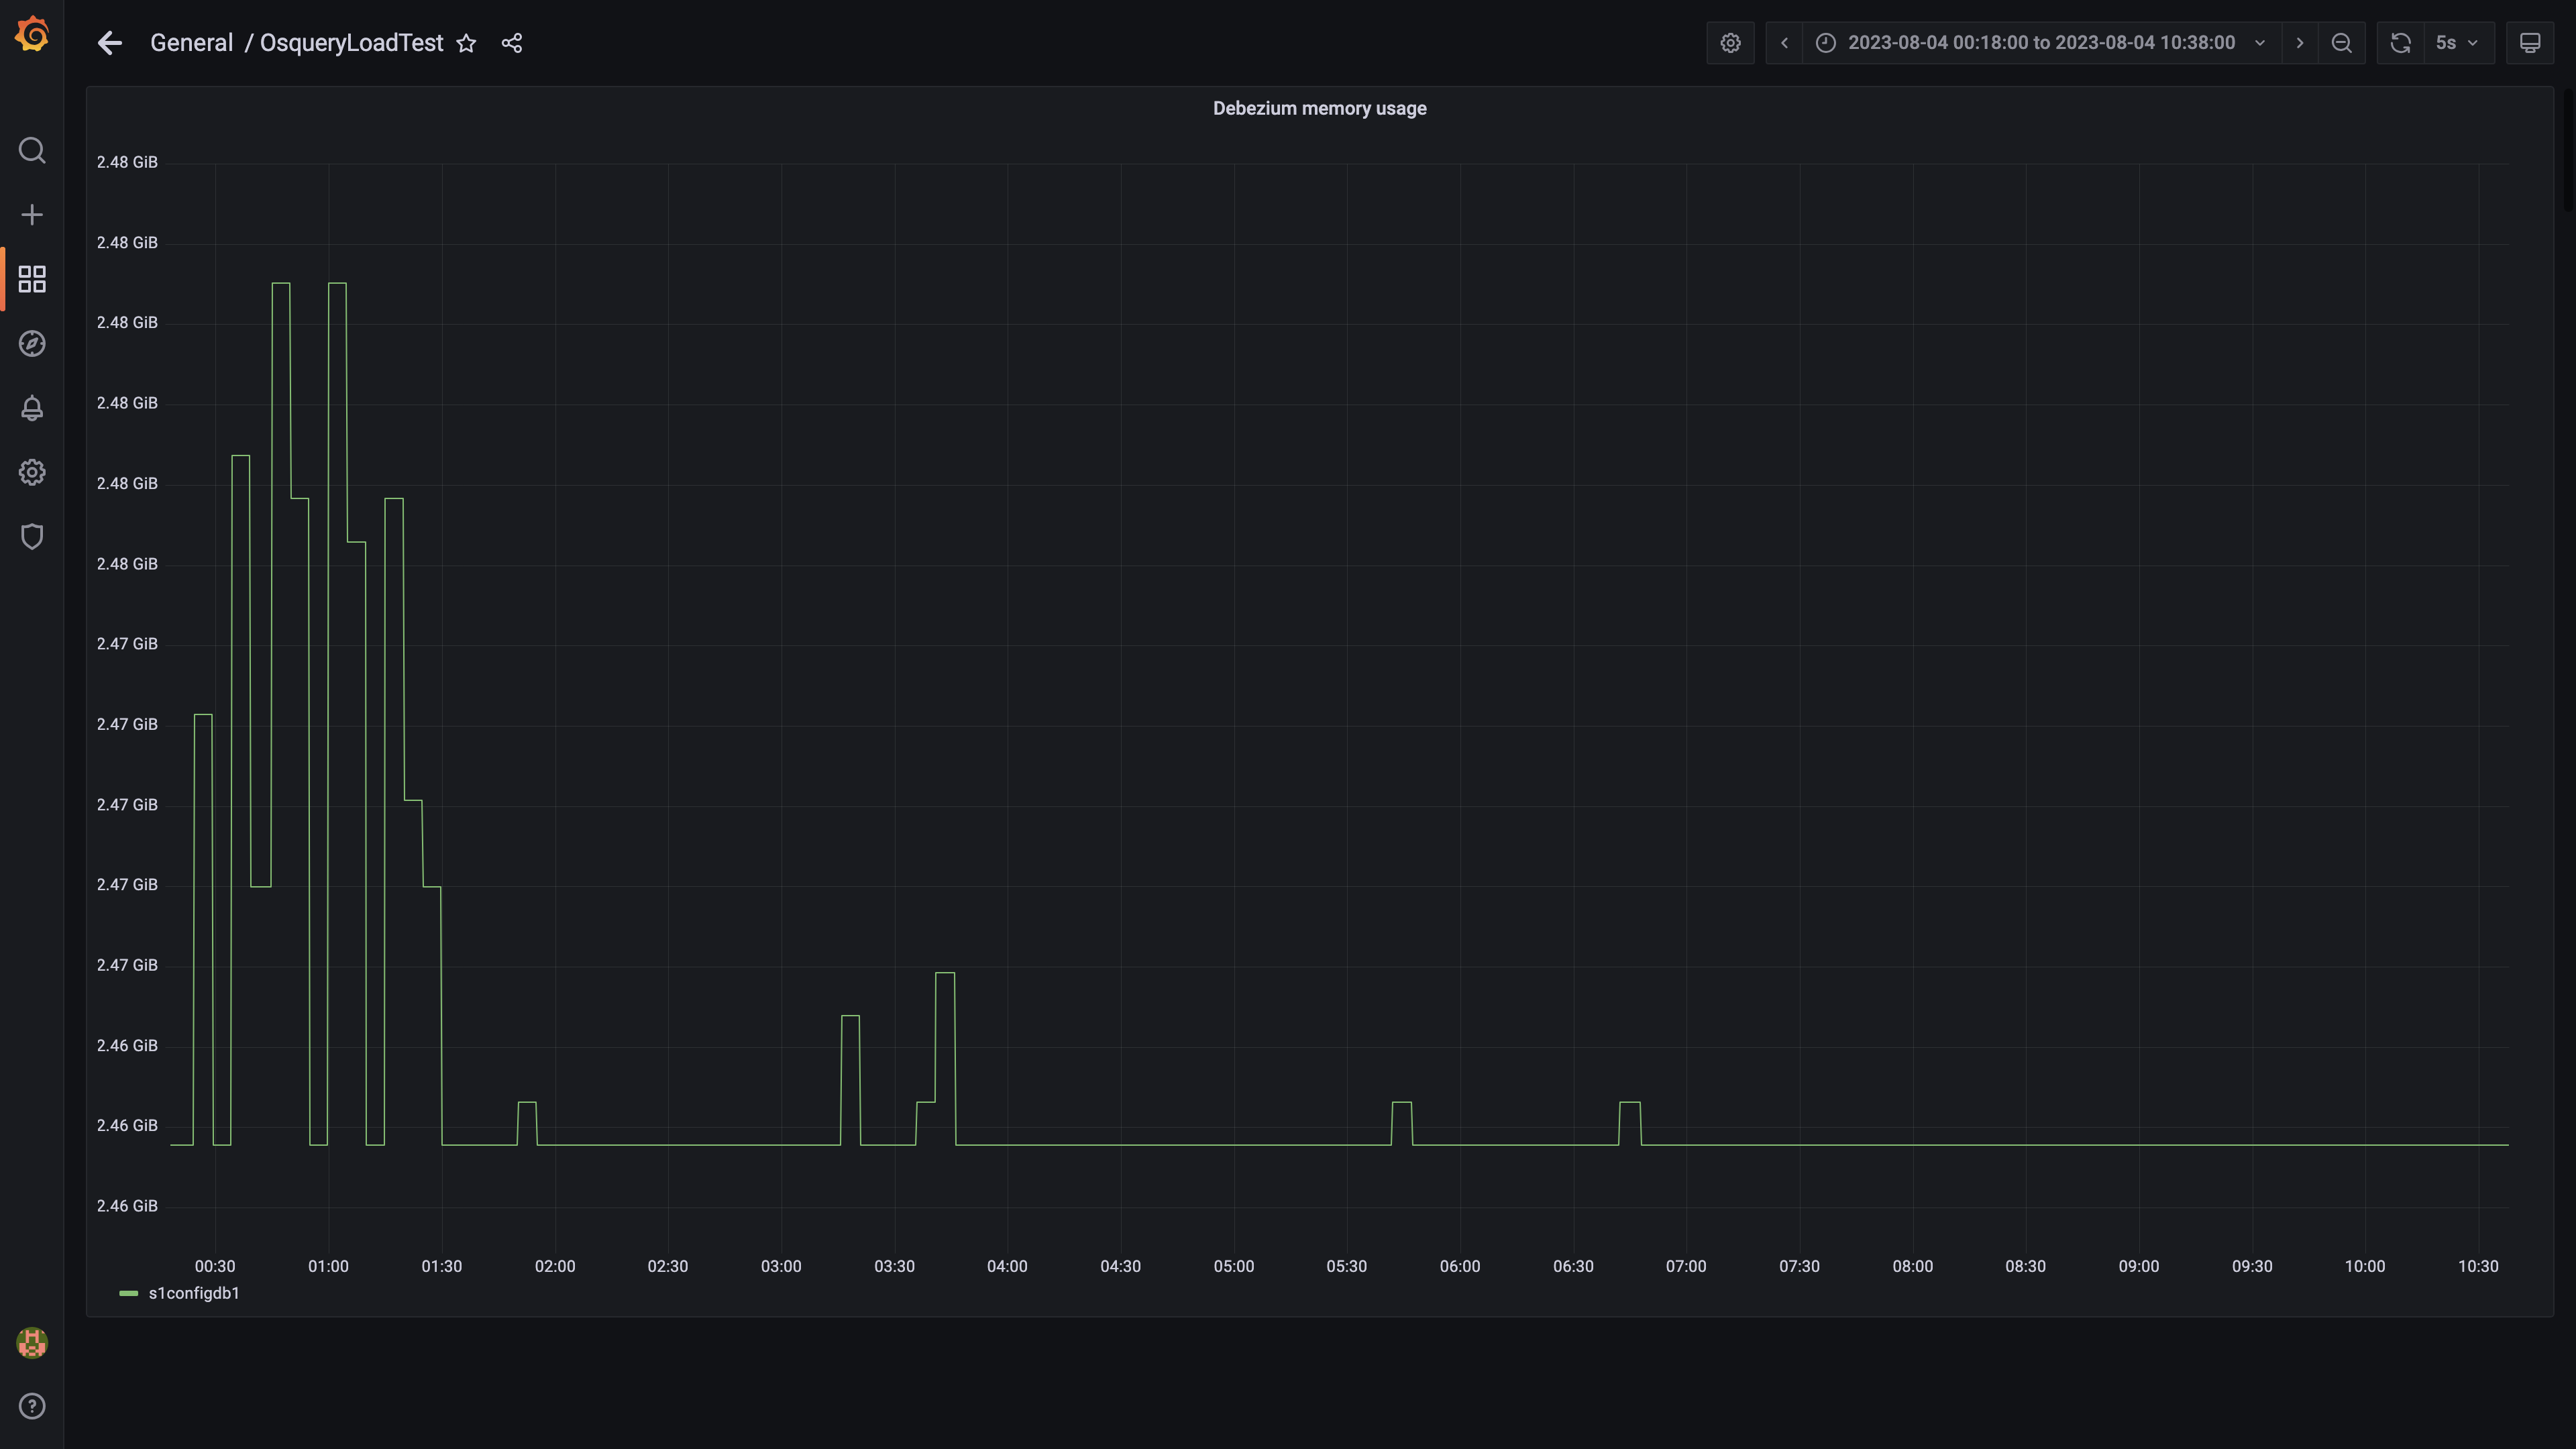 General / OsqueryLoadTest
2023-08-04 00:18:00 to 2023-08-04 10:38:00
5s
Debezium memory usage
2.48 GiB
2.48 GiB
2.48 GiB
2.48 GiB
2.48 GiB
2.48 GiB
2.47 GiB
2.47 GiB
2.47 GiB
2.47 GiB
2.47 GiB
2.46 GiB
2.46 GiB
2.46 GiB
00:30 01:00 01:30 02:00 02:30 03:00 03:30 04:00 04:30 05:00 05:30 06:00 06:30 07:00 07:30 08:00 08:30 09:00 09:30 10:00 10:30
s1configdb1